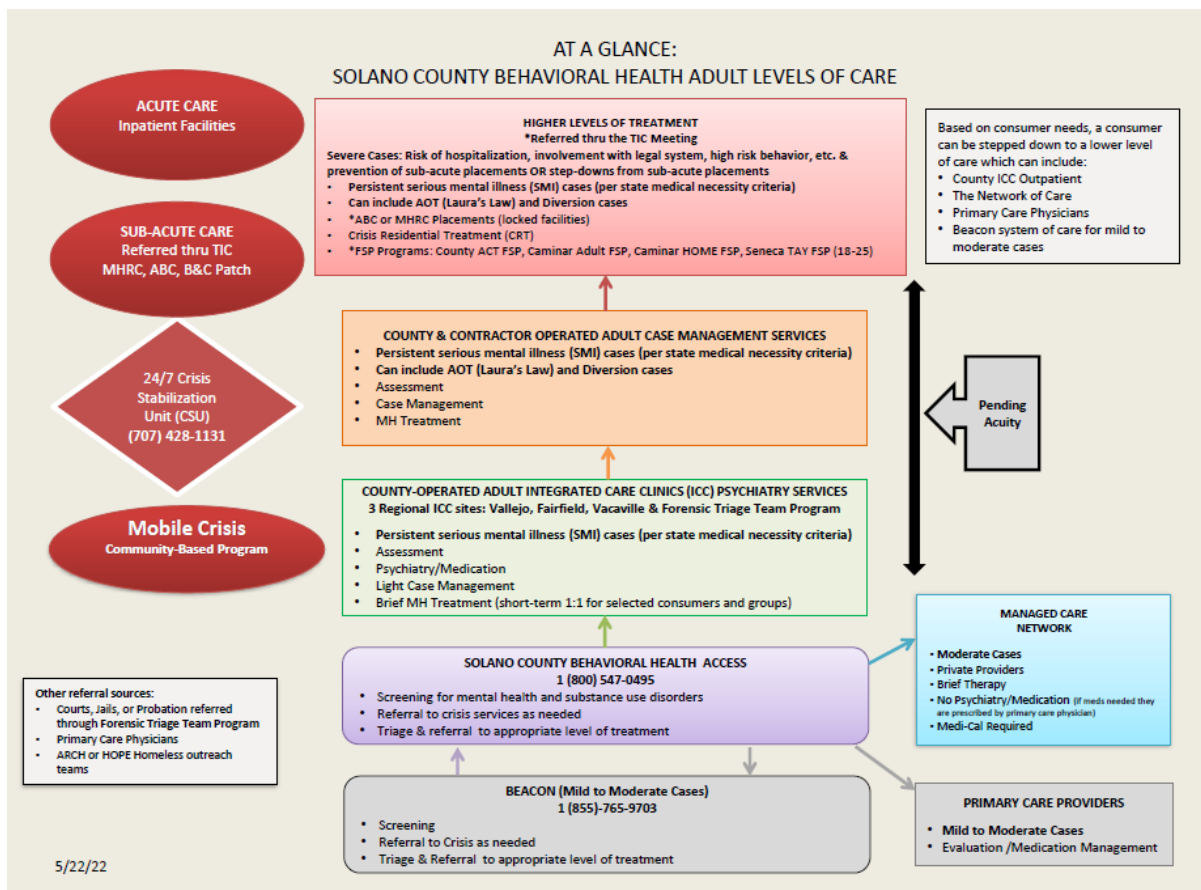 AT A GLANCE:
SOLANO COUNTY BEHAVIORAL HEALTH ADULT LEVELS OF CARE
ACUTE CARE
Inpatient Facilities
SUB-ACUTE CARE
Referred thru TIC
MHRC, ABC, B&C Patch
24/7 Crisis
Stabilization
Unit (CSU)
(707) 428-1131
Mobile Crisis
Community-Based Program
Other referral sources:
• Courts, Jails, or Probation referred
through Forensic Triage Team Program
• Primary Care Physicians
• ARCH or HOPE Homeless outreach
teams
5/22/22
HIGHER LEVELS OF TREATMENT
*Referred thru the TIC Meeting
Severe Cases: Risk of hospitalization, involvement with legal system, high risk behavior, etc. &
prevention of sub-acute placements OR step-downs from sub-acute placements
• Persistent serious mental illness (SMI) cases (per state medical necessity criteria)
• Can include AOT (Laura's Law) and Diversion cases
• *ABC or MHRC Placements (locked facilities)
• Crisis Residential Treatment (CRT)
• *FSP Programs: County ACT FSP, Caminar Adult FSP, Caminar HOME FSP, Seneca TAY FSP (18-25)
COUNTY & CONTRACTOR OPERATED ADULT CASE MANAGEMENT SERVICES
• Persistent serious mental illness (SMI) cases (per state medical necessity criteria)
• Can include AOT (Laura's Law) and Diversion cases
• Assessment
• Case Management
• MH Treatment
COUNTY-OPERATED ADULT INTEGRATED CARE CLINICS (ICC) PSYCHIATRY SERVICES
3 Regional ICC sites: Vallejo, Fairfield, Vacaville & Forensic Triage Team Program
• Persistent serious mental illness (SMI) cases (per state medical necessity criteria)
• Assessment
• Psychiatry/Medication
• Light Case Management
• Brief MH Treatment (short-term 1:1 for selected consumers and groups)
SOLANO COUNTY BEHAVIORAL HEALTH ACCESS
1 (800) 547-0495
• Screening for mental health and substance use disorders
• Referral to crisis services as needed
• Triage & referral to appropriate level of treatment
BEACON (Mild to Moderate Cases)
1 (855)-765-9703
• Screening
• Referral to Crisis as needed
• Triage & Referral to appropriate level of treatment
Based on consumer needs, a consumer
can be stepped down to a lower level
of care which can include:
• County ICC Outpatient
• The Network of Care
• Primary Care Physicians
• Beacon system of care for mild to
moderate cases
Pending
Acuity
MANAGED CARE
NETWORK
• Moderate Cases
• Private Providers
• Brief Therapy
• No Psychiatry/Medication (If meds needed they
are prescribed by primary care physician)
• Medi-Cal Required
PRIMARY CARE PROVIDERS
• Mild to Moderate Cases
• Evaluation /Medication Management